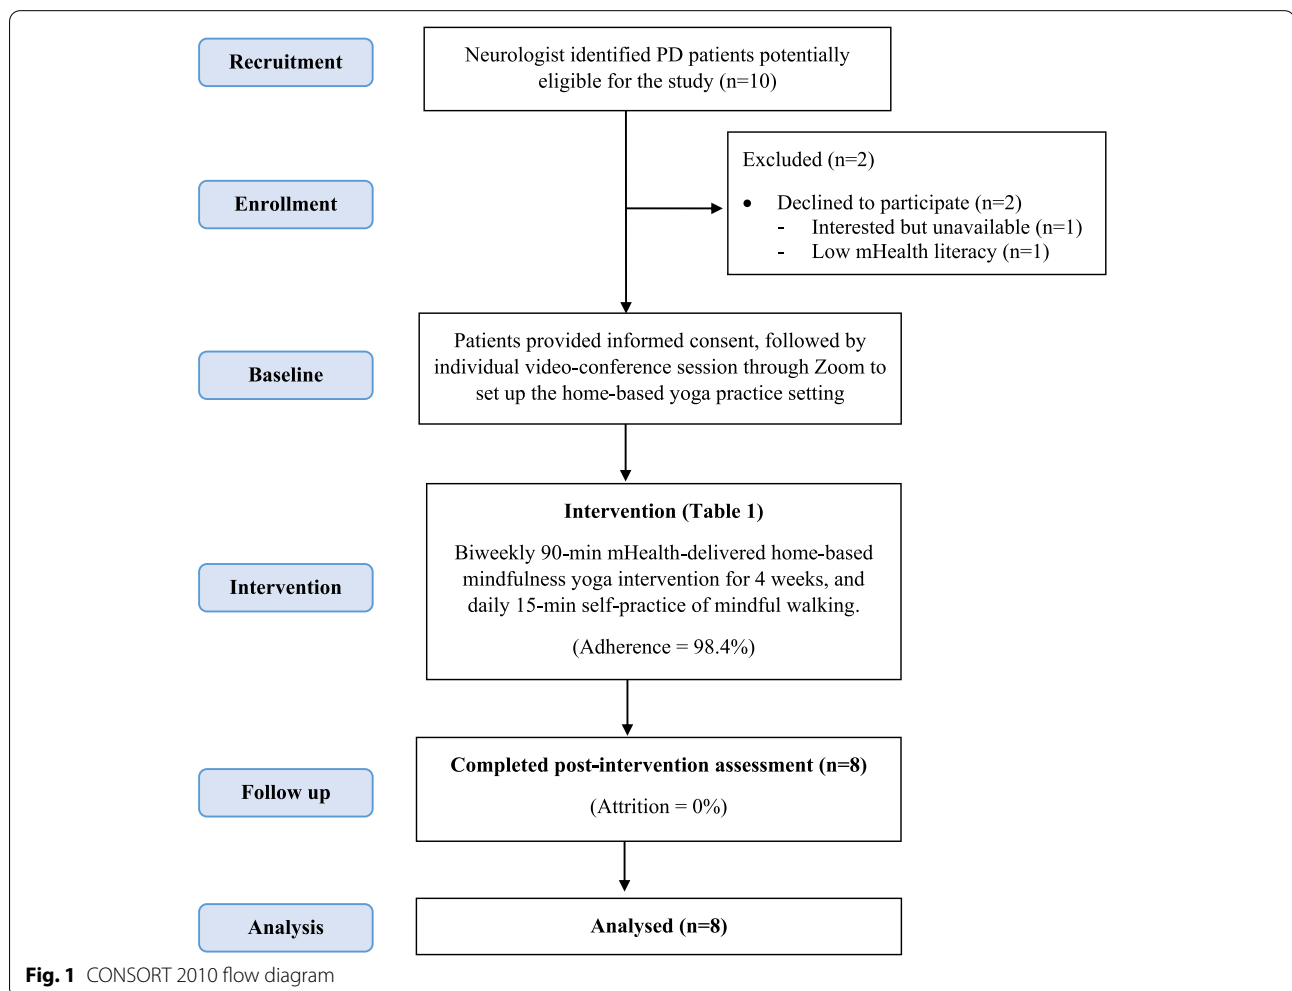 Recruitment
Neurologist identified PD patients potentially
eligible for the study (n=10)
Enrollment
Excluded (n=2)
• Declined to participate (n=2)
- Interested but unavailable (n=1)
- Low mHealth literacy (n=1)
Baseline
Patients provided informed consent, followed by
individual video-conference session through Zoom to
set up the home-based yoga practice setting
Intervention
Intervention (Table 1)
Biweekly 90-min mHealth-delivered home-based
mindfulness yoga intervention for 4 weeks, and
daily 15-min self-practice of mindful walking.
(Adherence = 98.4%)
Follow up
Completed post-intervention assessment (n=8)
(Attrition = 0%)
Analysis
Analysed (n=8)
Fig. 1 CONSORT 2010 flow diagram